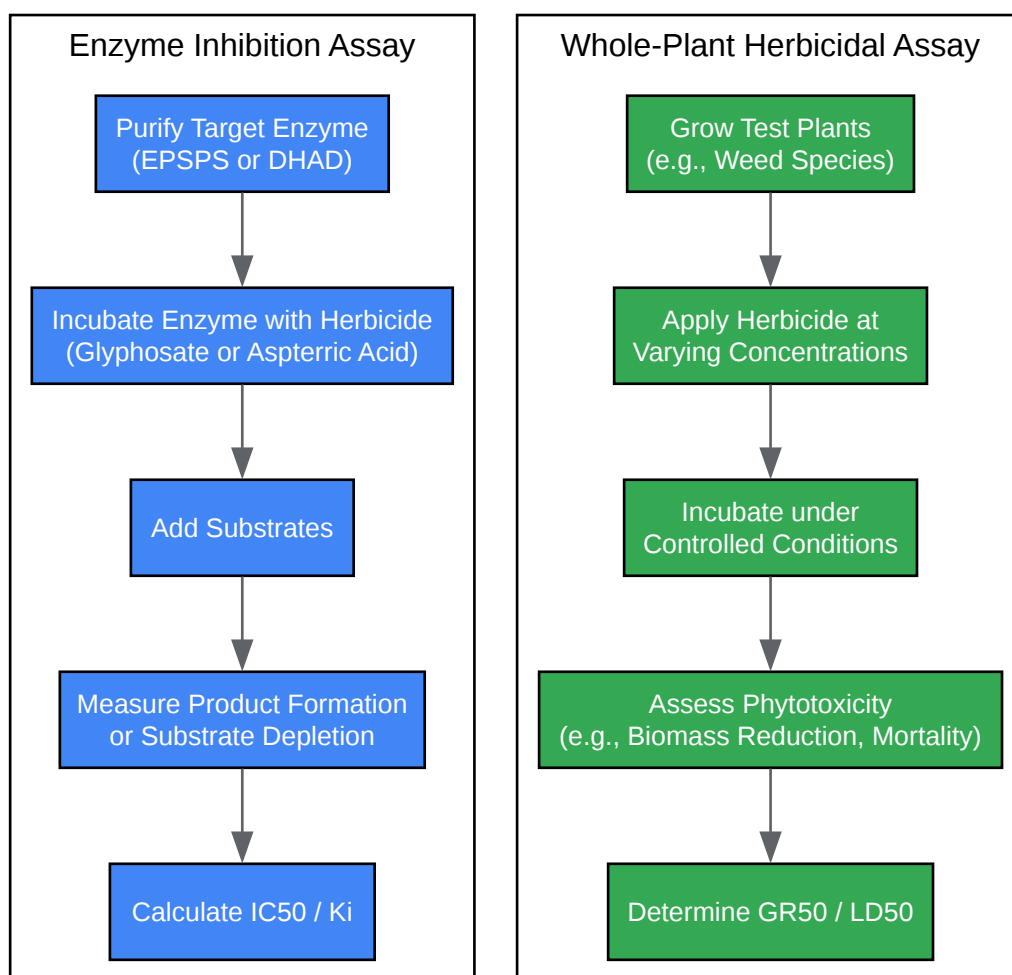 Enzyme Inhibition Assay
Purify Target Enzyme
(EPSPS or DHAD)
Incubate Enzyme with Herbicide
(Glyphosate or Aspterric Acid)
Add Substrates
Measure Product Formation
or Substrate Depletion
Calculate IC50 / Ki
Whole-Plant Herbicidal Assay
Grow Test Plants
(e.g., Weed Species)
Apply Herbicide at
Varying Concentrations
Incubate under
Controlled Conditions
Assess Phytotoxicity
(e.g., Biomass Reduction, Mortality)
Determine GR50 / LD50